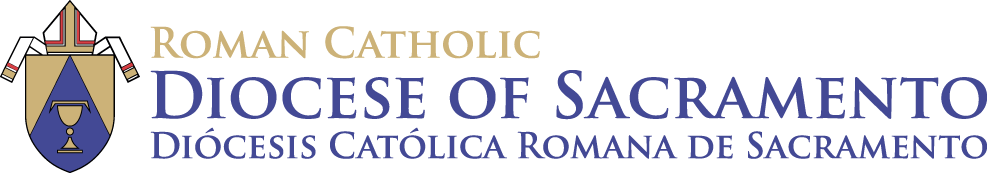 Roman Catholic
Diocese of Sacramento
Diócesis Católica Romana de Sacramento